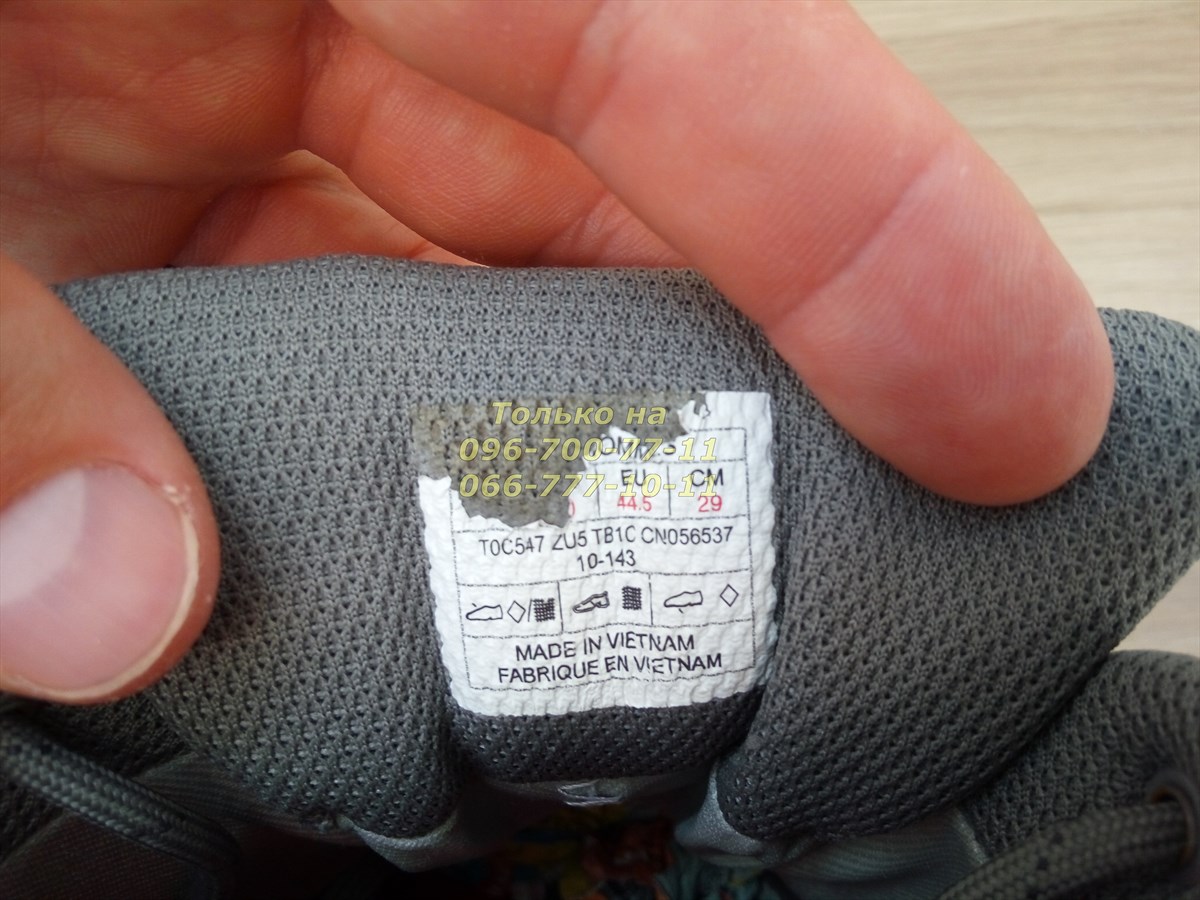 Только на
096-700-77-11
066-777-10-11
EU CM
44.5 29
T0C547 ZU5 TB1C CN056537
10-143
MADE IN VIETNAM
FABRIQUE EN VIETNAM